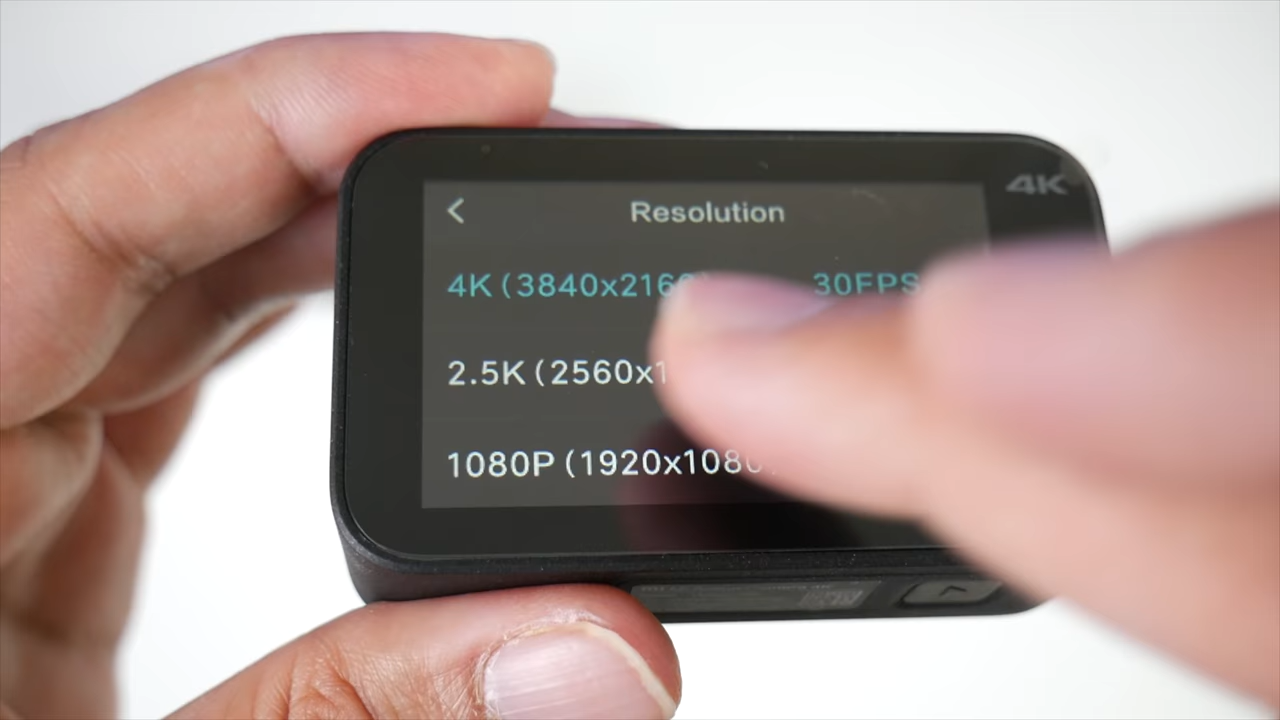 4K
Resolution
4K (3840x216 30FPS
2.5K (2560x1
1080P (1920x1080